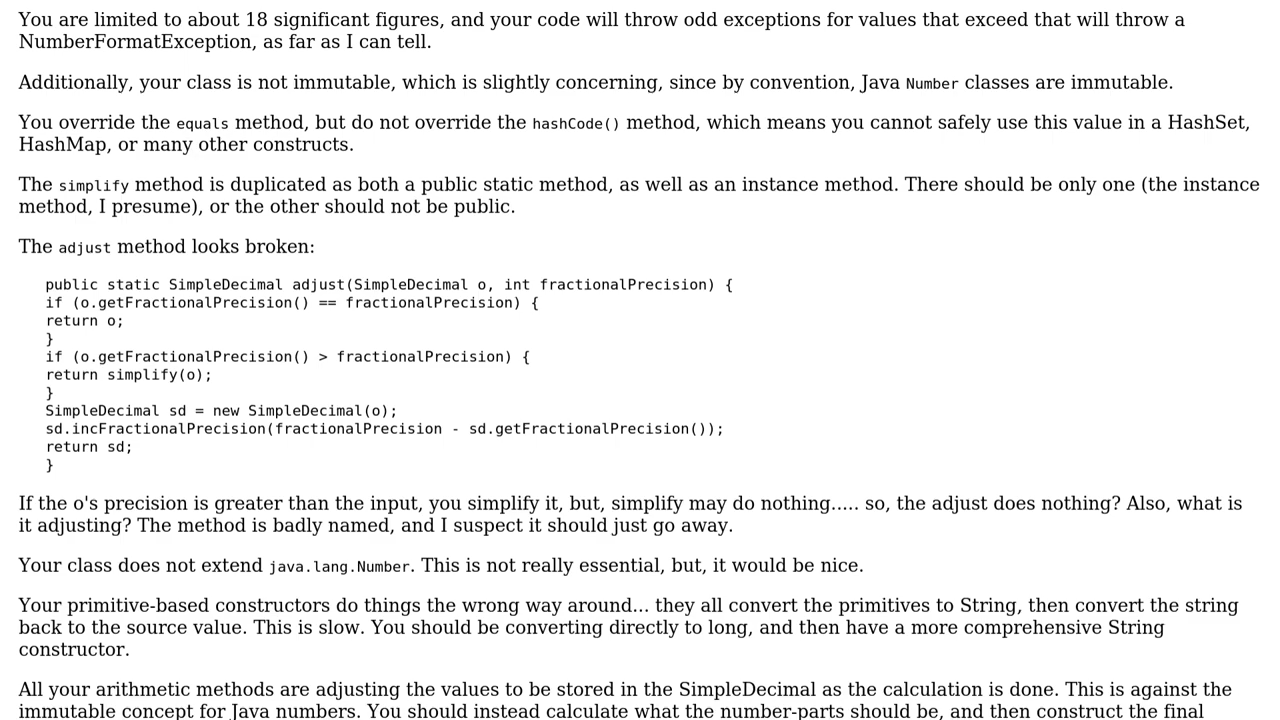 You are limited to about 18 significant figures, and your code will throw odd exceptions for values that exceed that will throw a
NumberFormatException, as far as I can tell.
Additionally, your class is not immutable, which is slightly concerning, since by convention, Java Number classes are immutable.
You override the equals method, but do not override the hashCode() method, which means you cannot safely use this value in a HashSet,
HashMap, or many other constructs.
The simplify method is duplicated as both a public static method, as well as an instance method. There should be only one (the instance
method, I presume), or the other should not be public.
The adjust method looks broken:
public static SimpleDecimal adjust(SimpleDecimal o, int fractionalPrecision) {
if (o.getFractionalPrecision() == fractionalPrecision) {
return o;
}
if (o.getFractionalPrecision() > fractionalPrecision) {
return simplify(o);
}
SimpleDecimal sd = new SimpleDecimal(o);
sd.incFractionalPrecision(fractionalPrecision - sd.getFractionalPrecision());
return sd;
}
If the o's precision is greater than the input, you simplify it, but, simplify may do nothing..... so, the adjust does nothing? Also, what is
it adjusting? The method is badly named, and I suspect it should just go away.
Your class does not extend java.lang.Number. This is not really essential, but, it would be nice.
Your primitive-based constructors do things the wrong way around... they all convert the primitives to String, then convert the string
back to the source value. This is slow. You should be converting directly to long, and then have a more comprehensive String
constructor.
All your arithmetic methods are adjusting the values to be stored in the SimpleDecimal as the calculation is done. This is against the
immutable concept for Java numbers. You should instead calculate what the number-parts should be, and then construct the final